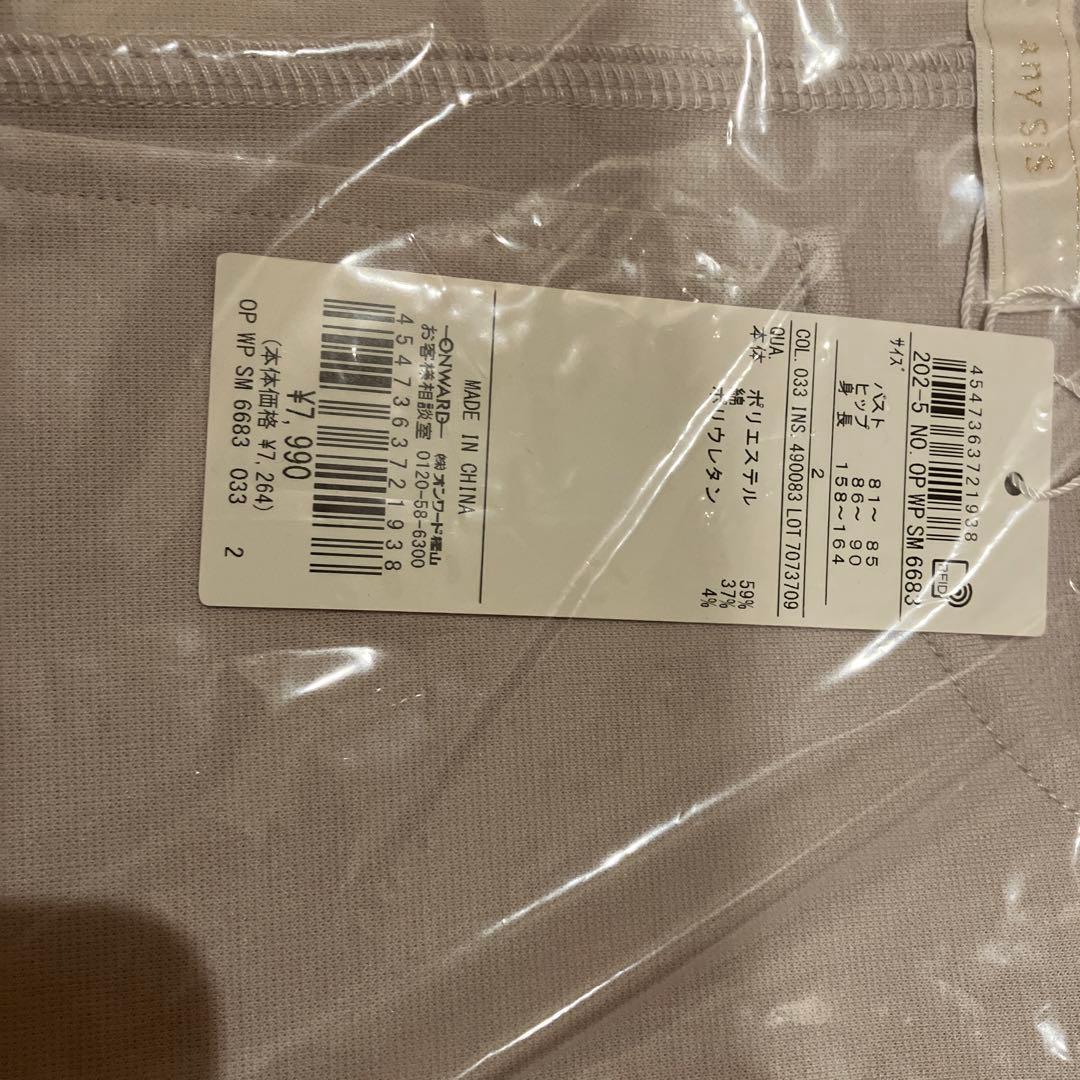 any SiS
4547363721938
RFID
202-5 NO. OP WP SM 6683
サイズ
バスト 81～ 85
ヒップ 86～ 90
身長 158～164
2
COL. 033 INS. 490083 LOT 7073709
QUA.
本体 ポリエステル 59%
綿 37%
ポリウレタン 4%
MADE IN CHINA
ONWARD ㈱オンワード樫山
お客様相談室 0120-58-6300
4547363721938
¥7,990
(本体価格 ¥7,264)
OP WP SM 6683 033 2